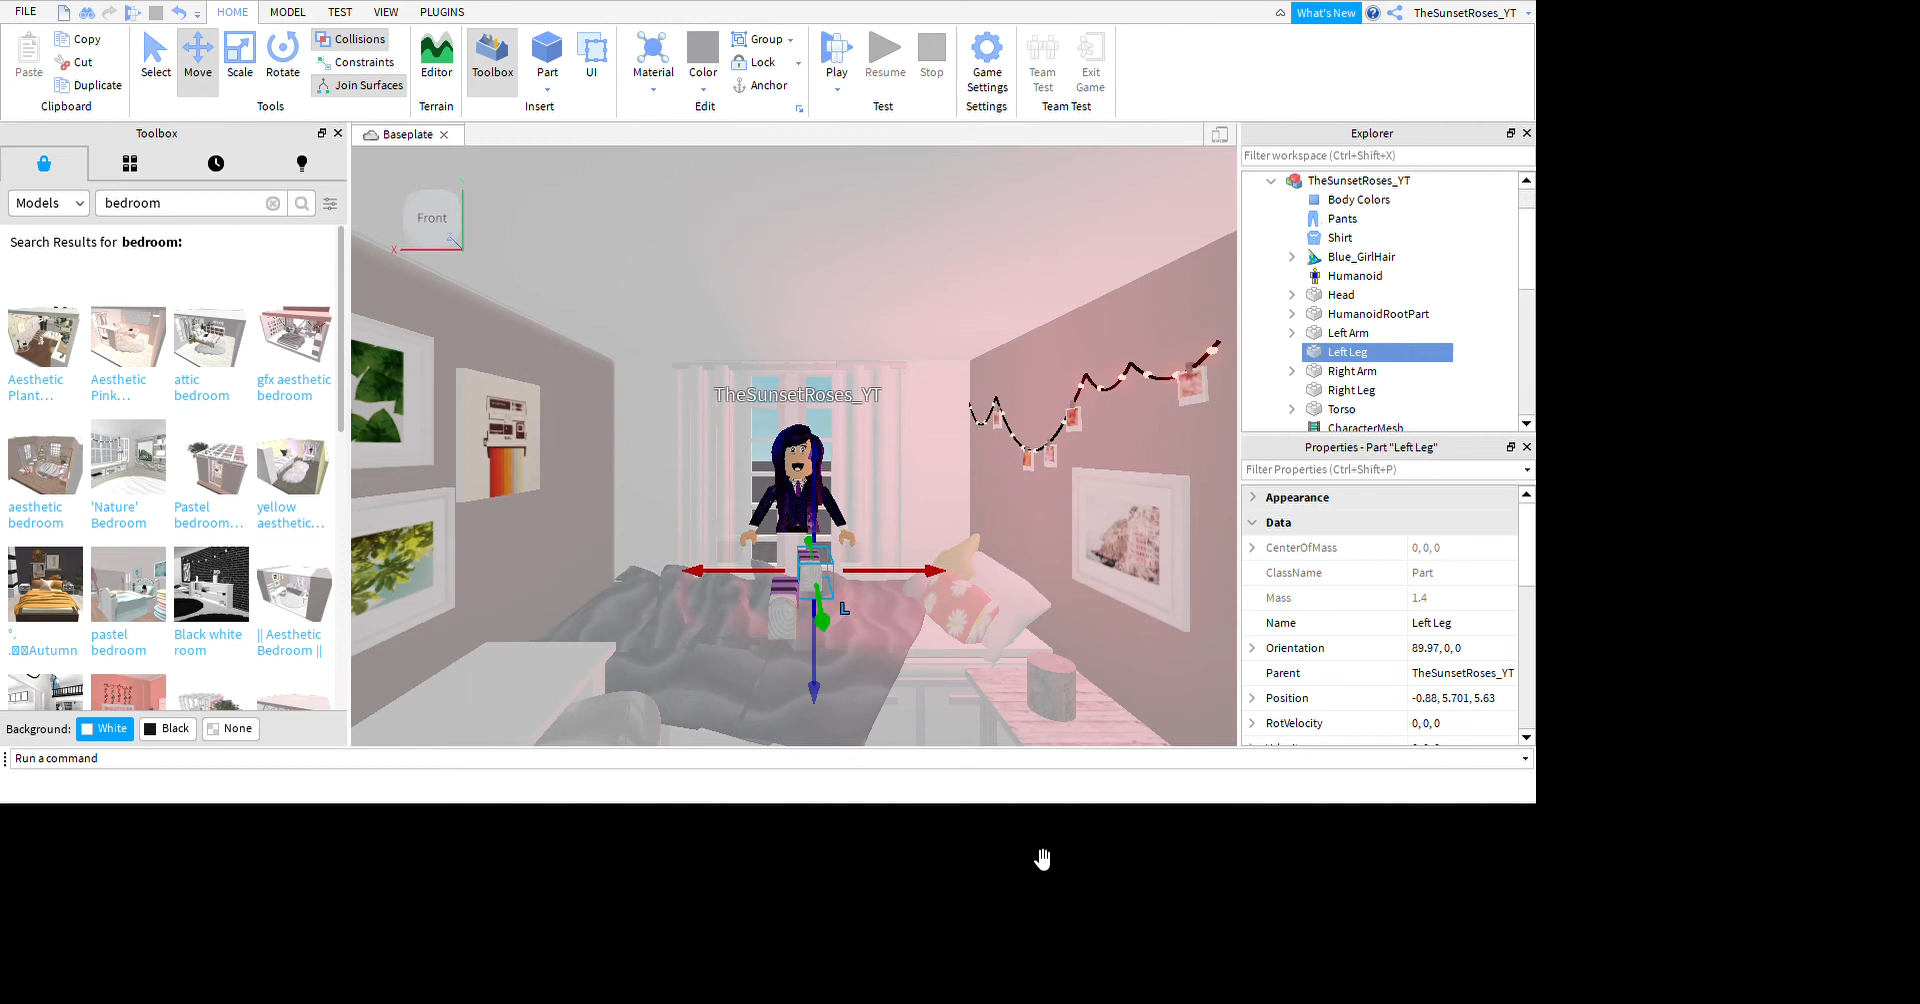 FILE HOME MODEL TEST VIEW PLUGINS What's New TheSunsetRoses_YT
Paste Copy Cut Duplicate
Clipboard
Select Move Scale Rotate Collisions Constraints Join Surfaces
Tools
Editor
Terrain
Toolbox Part UI
Insert
Material Color Group Lock Anchor
Edit
Play Resume Stop
Test
Game Settings
Settings
Team Test Exit Game
Team Test
Toolbox
Models bedroom
Search Results for bedroom:
Aesthetic Aesthetic attic gfx aesthetic
Plant... Pink... bedroom bedroom
aesthetic 'Nature' Pastel yellow
bedroom Bedroom bedroom... aesthetic...
°. pastel Black white || Aesthetic
.▯▯Autumn bedroom room Bedroom ||
Background: White Black None
Run a command
Baseplate
Front
X
Z
TheSunsetRoses_YT
L
Explorer
Filter workspace (Ctrl+Shift+X)
TheSunsetRoses_YT
Body Colors
Pants
Shirt
Blue_GirlHair
Humanoid
Head
HumanoidRootPart
Left Arm
Left Leg
Right Arm
Right Leg
Torso
CharacterMesh
Properties - Part "Left Leg"
Filter Properties (Ctrl+Shift+P)
Appearance
Data
CenterOfMass 0, 0, 0
ClassName Part
Mass 1.4
Name Left Leg
Orientation 89.97, 0, 0
Parent TheSunsetRoses_YT
Position -0.88, 5.701, 5.63
RotVelocity 0, 0, 0